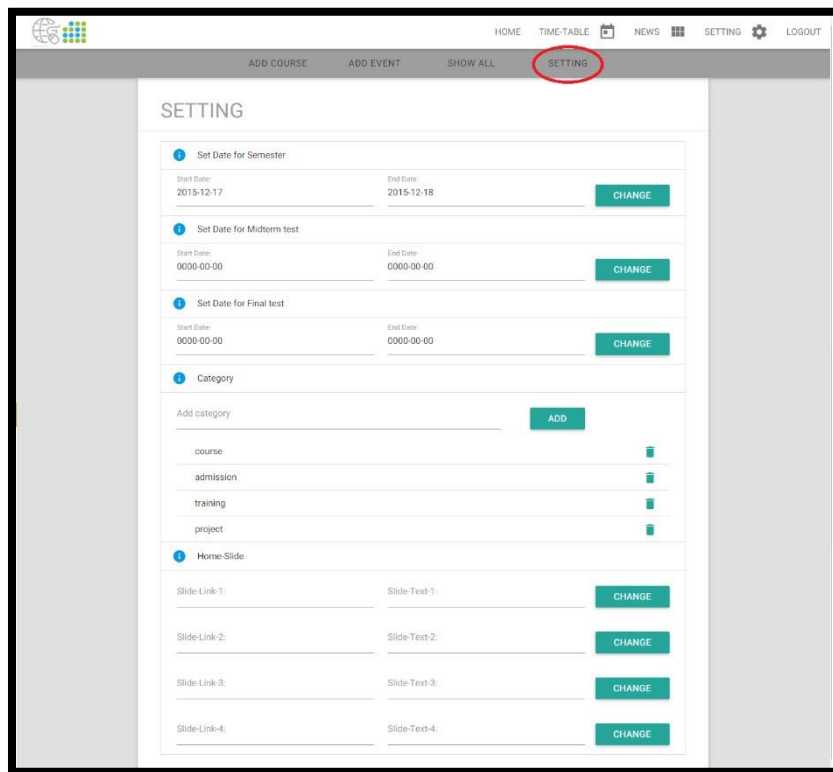 HOME TIME-TABLE NEWS SETTING LOGOUT
ADD COURSE ADD EVENT SHOW ALL SETTING
SETTING
Set Date for Semester
Start Date: End Date:
2015-12-17 2015-12-18 CHANGE
Set Date for Midterm test
Start Date: End Date:
0000-00-00 0000-00-00 CHANGE
Set Date for Final test
Start Date: End Date:
0000-00-00 0000-00-00 CHANGE
Category
Add category ADD
course
admission
training
project
Home-Slide
Slide-Link-1: Slide-Text-1: CHANGE
Slide-Link-2: Slide-Text-2: CHANGE
Slide-Link-3: Slide-Text-3: CHANGE
Slide-Link-4: Slide-Text-4: CHANGE